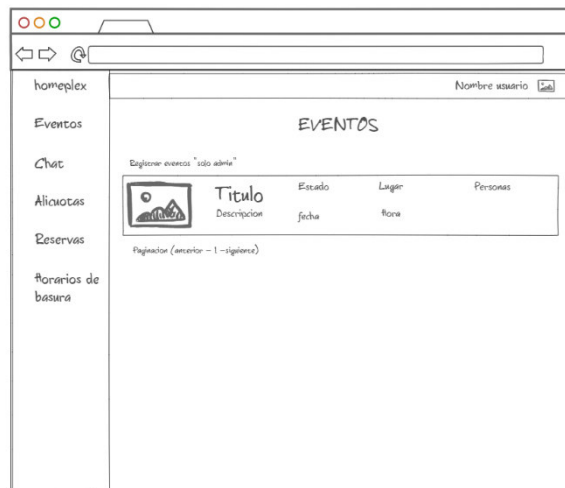 homeplex
Nombre usuario
Eventos
Chat
Alicuotas
Reservas
Horarios de
basura
EVENTOS
Registrar eventos "solo admin"
Titulo
Descripcion
Estado
Lugar
Personas
fecha
Hora
Paginacion (anterior - 1 -siguiente)